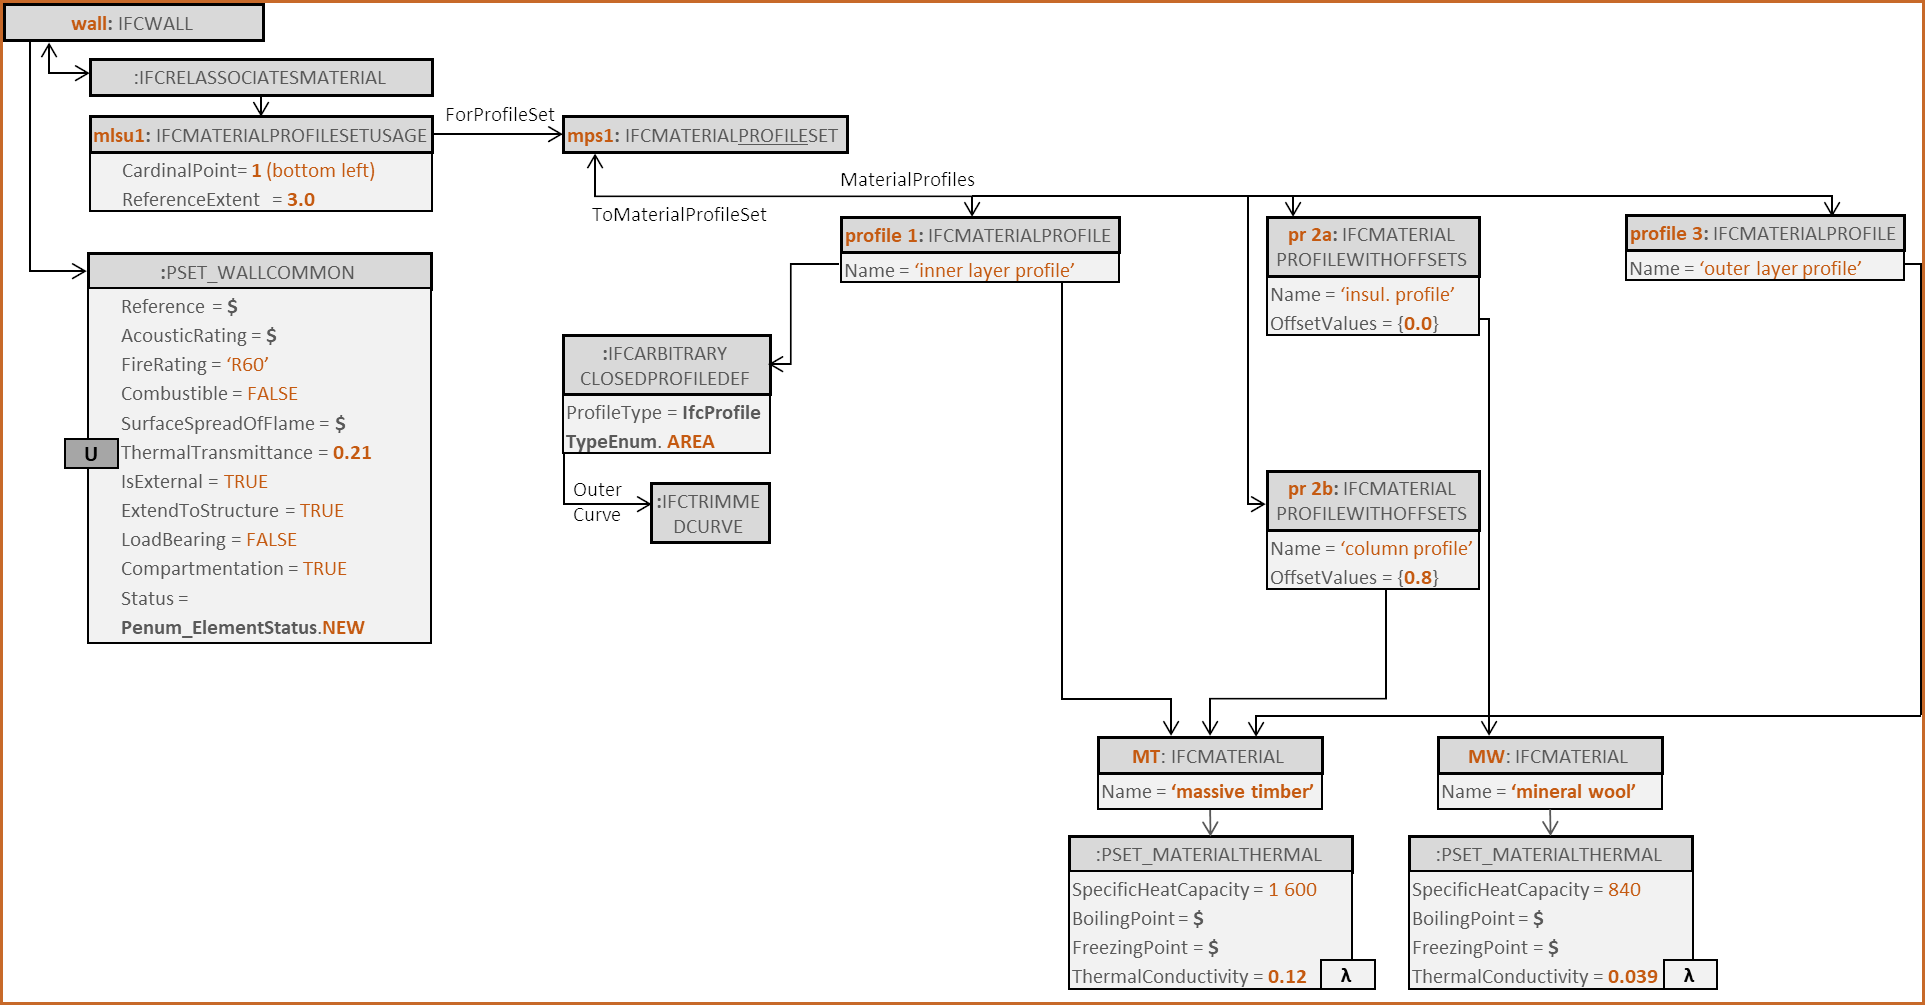 wall: IFCWALL
:IFCRELASSOCIATESMATERIAL
mlsu1: IFCMATERIALPROFILESETUSAGE
CardinalPoint= 1 (bottom left)
ReferenceExtent = 3.0
ForProfileSet
mps1: IFCMATERIALPROFILESET
MaterialProfiles
ToMaterialProfileSet
:PSET_WALLCOMMON
Reference = $
AcousticRating = $
FireRating = ‘R60’
Combustible = FALSE
SurfaceSpreadOfFlame = $
U
ThermalTransmittance = 0.21
IsExternal = TRUE
ExtendToStructure = TRUE
LoadBearing = FALSE
Compartmentation = TRUE
Status =
Penum_ElementStatus.NEW
profile 1: IFCMATERIALPROFILE
Name = ‘inner layer profile’
:IFCARBITRARY
CLOSEDPROFILEDEF
ProfileType = IfcProfile
TypeEnum. AREA
Outer
Curve
:IFCTRIMME
DCURVE
pr 2a: IFCMATERIAL
PROFILEWITHOFFSETS
Name = ‘insul. profile’
OffsetValues = {0.0}
pr 2b: IFCMATERIAL
PROFILEWITHOFFSETS
Name = ‘column profile’
OffsetValues = {0.8}
profile 3: IFCMATERIALPROFILE
Name = ‘outer layer profile’
MT: IFCMATERIAL
Name = ‘massive timber’
:PSET_MATERIALTHERMAL
SpecificHeatCapacity = 1 600
BoilingPoint = $
FreezingPoint = $
ThermalConductivity = 0.12
λ
MW: IFCMATERIAL
Name = ‘mineral wool’
:PSET_MATERIALTHERMAL
SpecificHeatCapacity = 840
BoilingPoint = $
FreezingPoint = $
ThermalConductivity = 0.039
λ